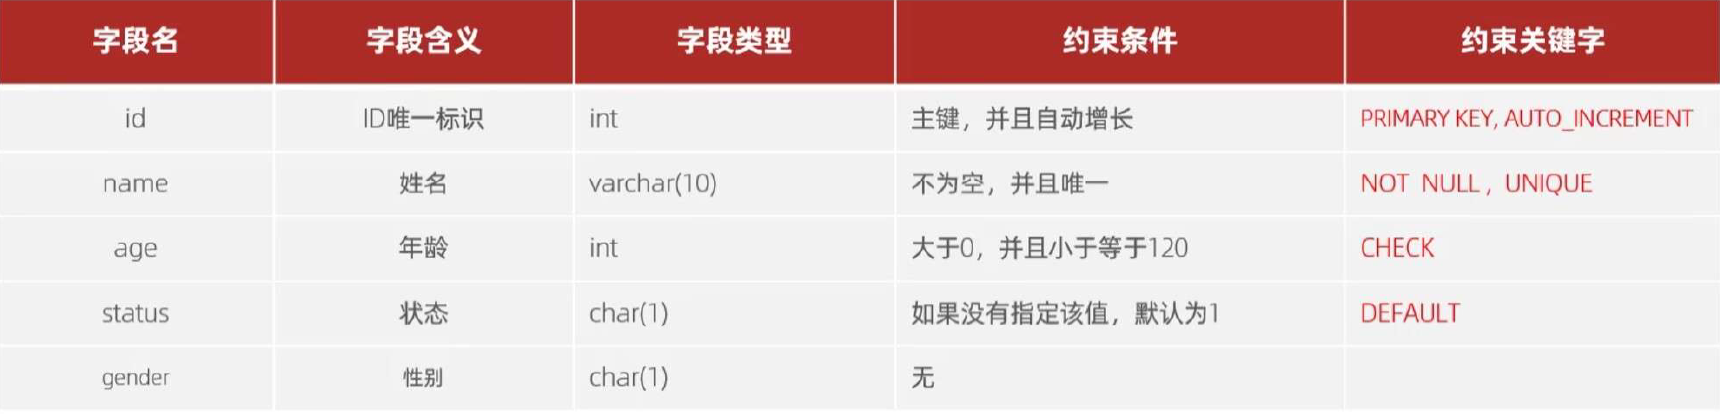 字段名 字段含义 字段类型 约束条件 约束关键字
id ID唯一标识 int 主键，并且自动增长 PRIMARY KEY, AUTO_INCREMENT
name 姓名 varchar(10) 不为空，并且唯一 NOT NULL , UNIQUE
age 年龄 int 大于0，并且小于等于120 CHECK
status 状态 char(1) 如果没有指定该值，默认为1 DEFAULT
gender 性别 char(1) 无